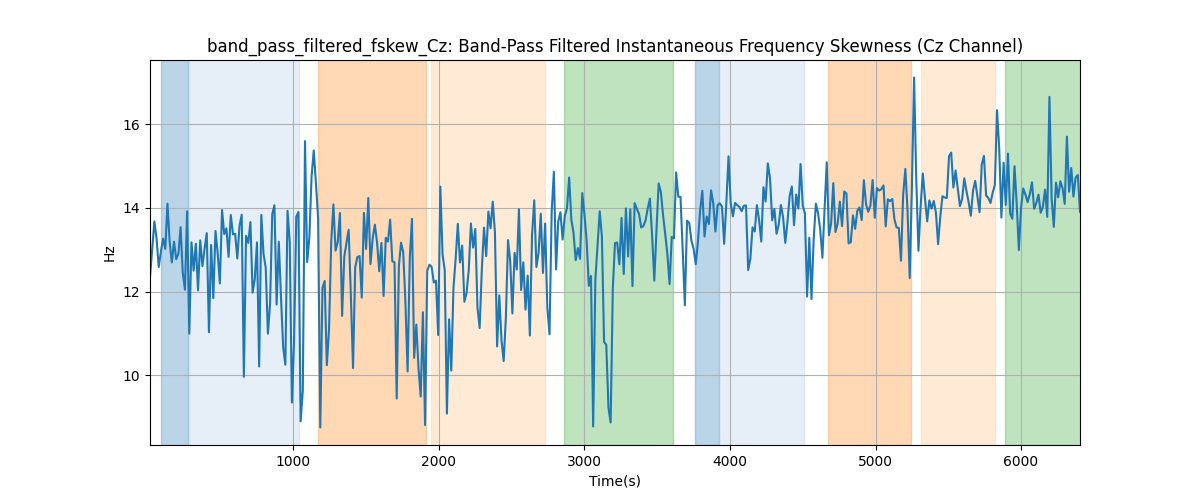 band_pass_filtered_fskew_Cz: Band-Pass Filtered Instantaneous Frequency Skewness (Cz Channel)
Hz
16
14
12
10
1000 2000 3000 4000 5000 6000
Time(s)